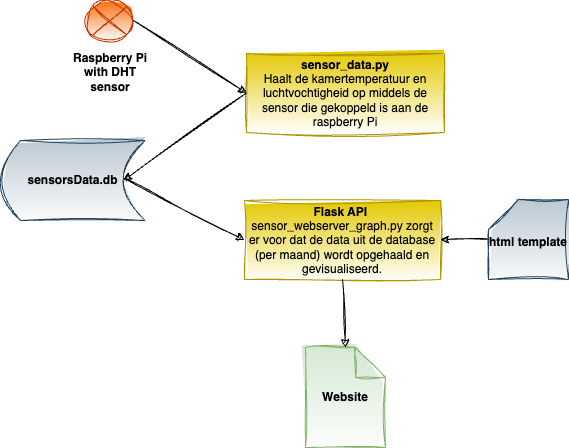 Raspberry Pi
with DHT
sensor
sensor_data.py
Haalt de kamertemperatuur en
luchtvochtigheid op middels de
sensor die gekoppeld is aan de
raspberry Pi
sensorsData.db
Flask API
sensor_webserver_graph.py zorgt
er voor dat de data uit de database
(per maand) wordt opgehaald en
gevisualiseerd.
html template
Website